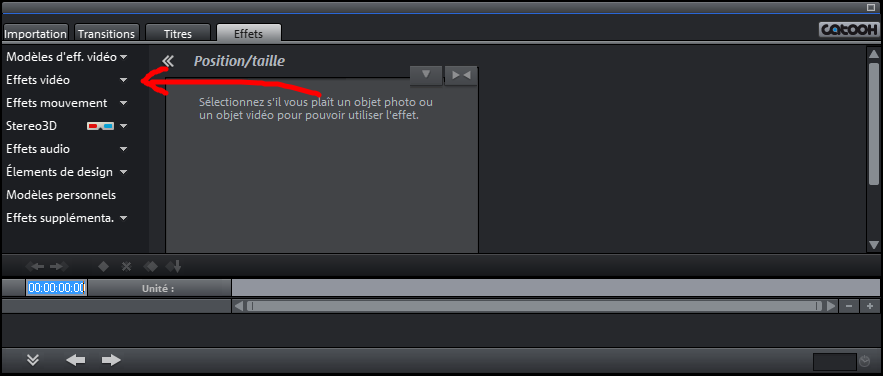 Importation
Transitions
Titres
Effets
catooh
Modèles d'eff. vidéo
Effets vidéo
Effets mouvement
Stereo3D
Effets audio
Élements de design
Modèles personnels
Effets supplémenta.
Position/taille
Sélectionnez s'il vous plaît un objet photo ou
un objet vidéo pour pouvoir utiliser l'effet.
00:00:00:0
Unité :